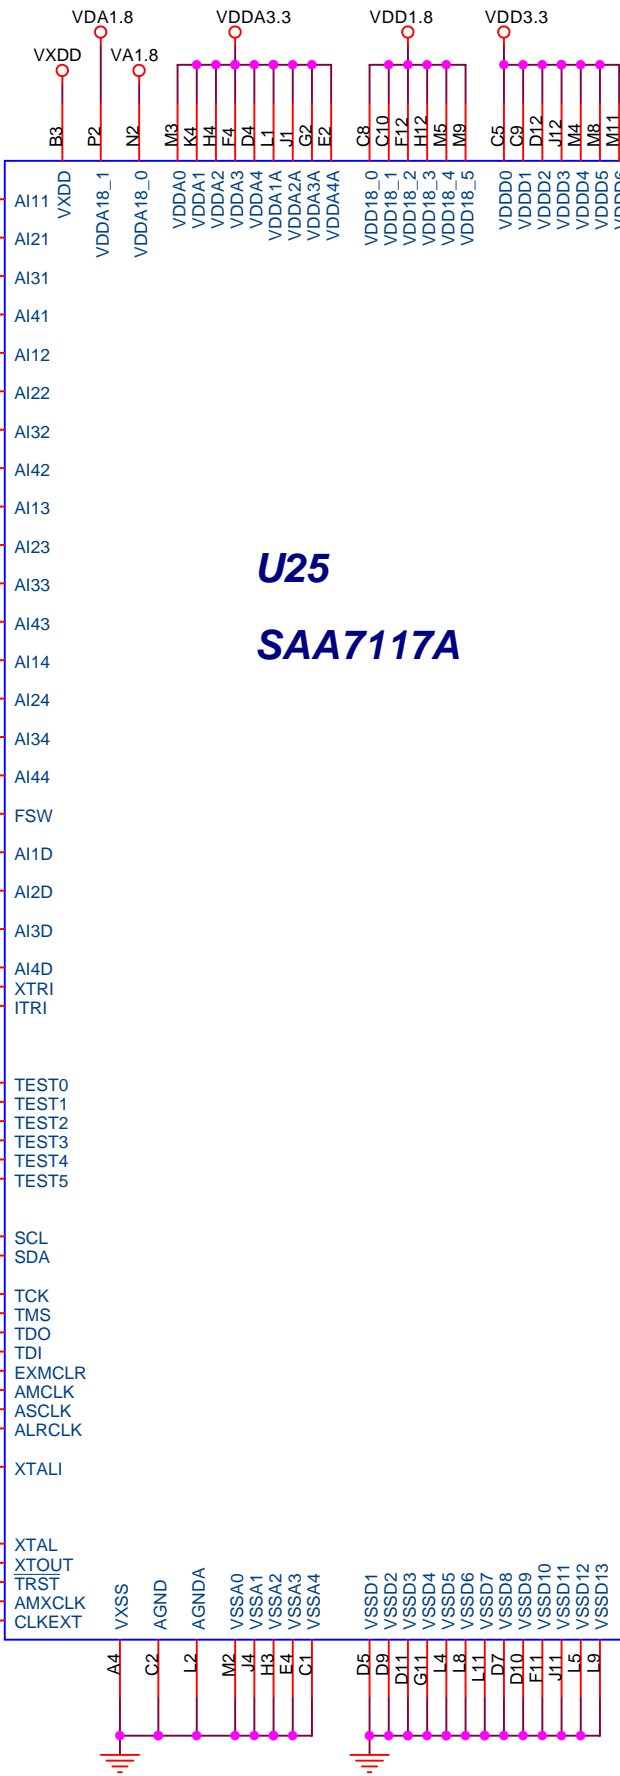 VDA1.8 VDDA3.3 VDD1.8 VDD3.3
VXDD VA1.8
B3 P2 N2 M3 K4 H4 F4 D4 L1 J1 G2 E2 C8 C10 F12 H12 M5 M9 C5 C9 D12 J12 M4 M8 M11
VXDD VDDA18_1 VDDA18_0 VDDA0 VDDA1 VDDA2 VDDA3 VDDA4 VDDA1A VDDA2A VDDA3A VDDA4A VDD18_0 VDD18_1 VDD18_2 VDD18_3 VDD18_4 VDD18_5 VDDD0 VDDD1 VDDD2 VDDD3 VDDD4 VDDD5 VDDD6
AI11
AI21
AI31
AI41
AI12
AI22
AI32
AI42
AI13
AI23
U25
AI33
AI43
SAA7117A
AI14
AI24
AI34
AI44
FSW
AI1D
AI2D
AI3D
AI4D
XTRI
ITRI
TEST0
TEST1
TEST2
TEST3
TEST4
TEST5
SCL
SDA
TCK
TMS
TDO
TDI
EXMCLR
AMCLK
ASCLK
ALRCLK
XTALI
XTAL
XTOUT
TRST
AMXCLK
CLKEXT
VXSS AGND AGNDA VSSA0 VSSA1 VSSA2 VSSA3 VSSA4 VSSD1 VSSD2 VSSD3 VSSD4 VSSD5 VSSD6 VSSD7 VSSD8 VSSD9 VSSD10 VSSD11 VSSD12 VSSD13
A4 C2 L2 M2 J4 H3 E4 C1 D5 D9 D11 G11 L4 L8 L11 D7 D10 F11 J11 L5 L9